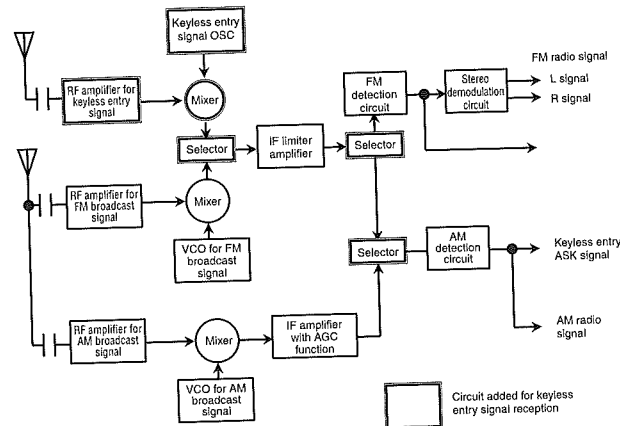 Keyless entry
signal OSC
RF amplifier for
keyless entry
signal
Mixer
FM
detection
circuit
Stereo
demodulation
circuit
FM radio signal
L signal
R signal
Selector
IF limiter
amplifier
Selector
RF amplifier for
FM broadcast
signal
Mixer
VCO for FM
broadcast
signal
Selector
AM
detection
circuit
Keyless entry
ASK signal
RF amplifier for
AM broadcast
signal
Mixer
IF amplifier
with AGC
function
AM radio
signal
VCO for AM
broadcast
signal
Circuit added for keyless
entry signal reception